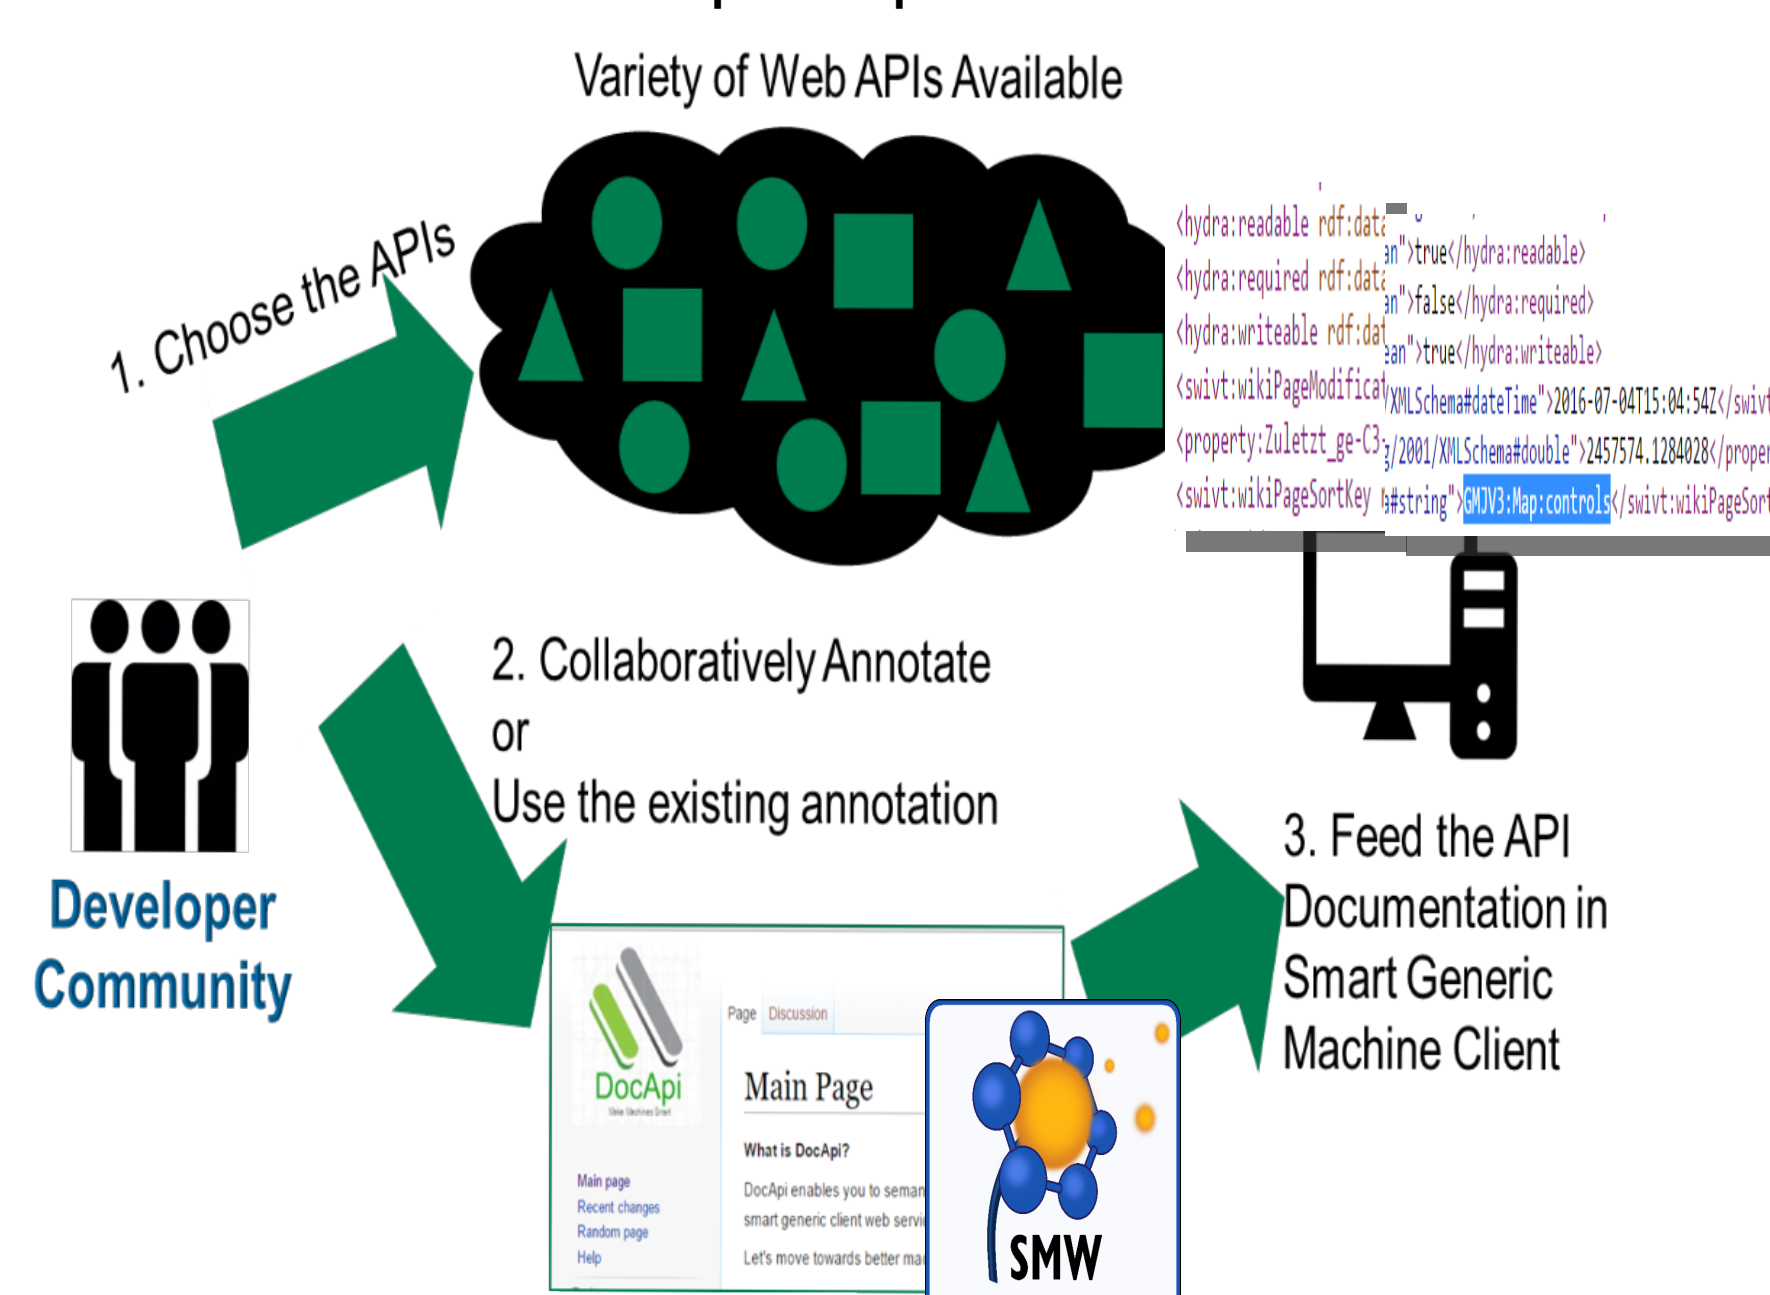 Variety of Web APIs Available
1. Choose the APIs
<hydra:readable rdf:data
an">true</hydra:readable>
<hydra:required rdf:data
an">false</hydra:required>
<hydra:writeable rdf:dat
ean">true</hydra:writeable>
<swivt:wikiPageModificat
/XMLSchema#dateTime">2016-07-04T15:04:54Z</swivt
<property:Zuletzt_ge-C3-
g/2001/XMLSchema#double">2457574.1284028</proper
<swivt:wikiPageSortKey
a#string">GMJV3:Map:controls</swivt:wikiPageSort
2. Collaboratively Annotate
or
Use the existing annotation
Developer
Community
3. Feed the API
Documentation in
Smart Generic
Machine Client
DocApi
Make Machines Smart
Page Discussion
Main Page
What is DocApi?
DocApi enables you to seman
smart generic client web servi
Let's move towards better ma
Main page
Recent changes
Random page
Help
SMW